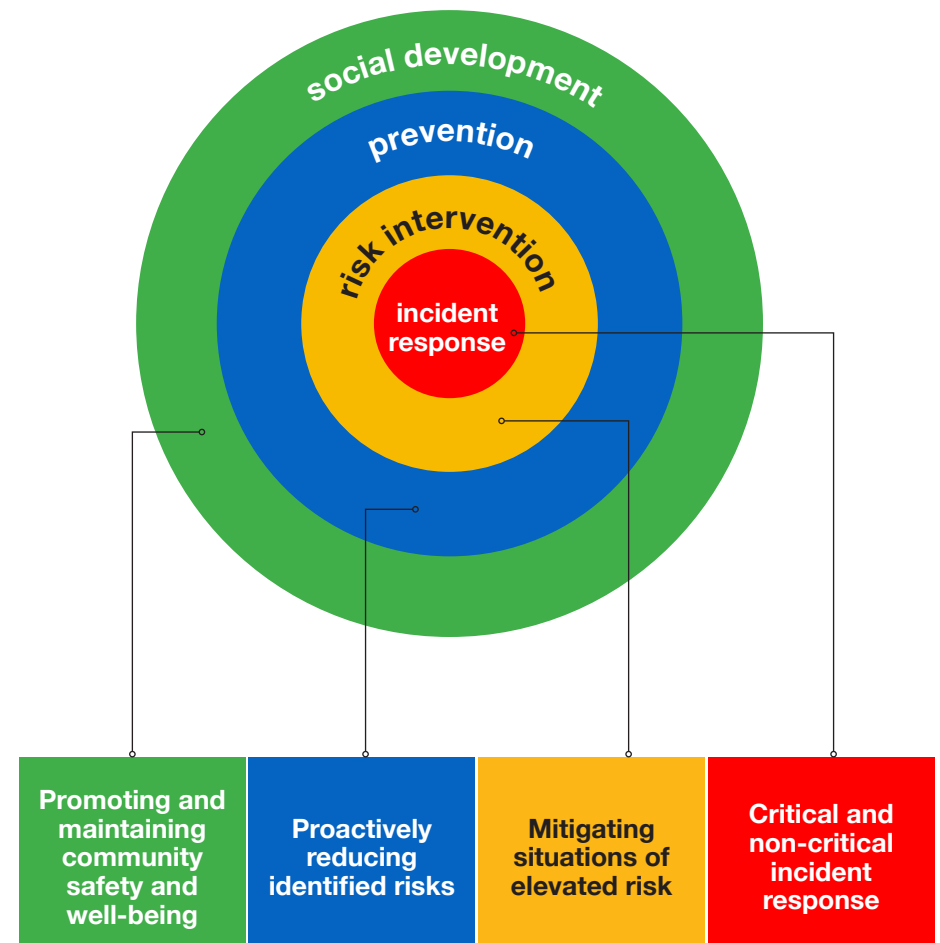 social development
prevention
risk intervention
incident
response
Promoting and
maintaining
community
safety and
well-being
Proactively
reducing
identified risks
Mitigating
situations of
elevated risk
Critical and
non-critical
incident
response